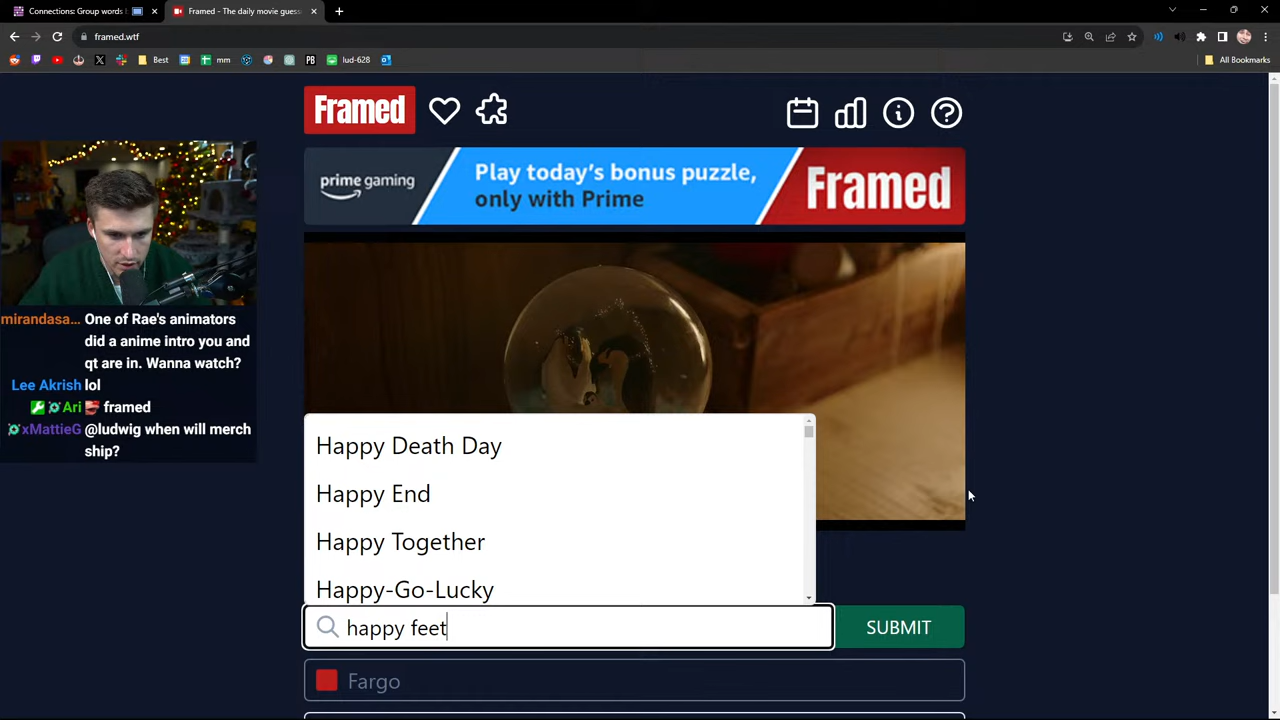 Connections: Group words
Framed - The daily movie guess
framed.wtf
Best
mm
PB
lud-628
All Bookmarks
Framed
prime gaming
Play today's bonus puzzle,
only with Prime
Framed
mirandasa... One of Rae's animators
did a anime intro you and
qt are in. Wanna watch?
Lee Akrish lol
Ari framed
xMattieG @ludwig when will merch
ship?
Happy Death Day
Happy End
Happy Together
Happy-Go-Lucky
happy feet
SUBMIT
Fargo